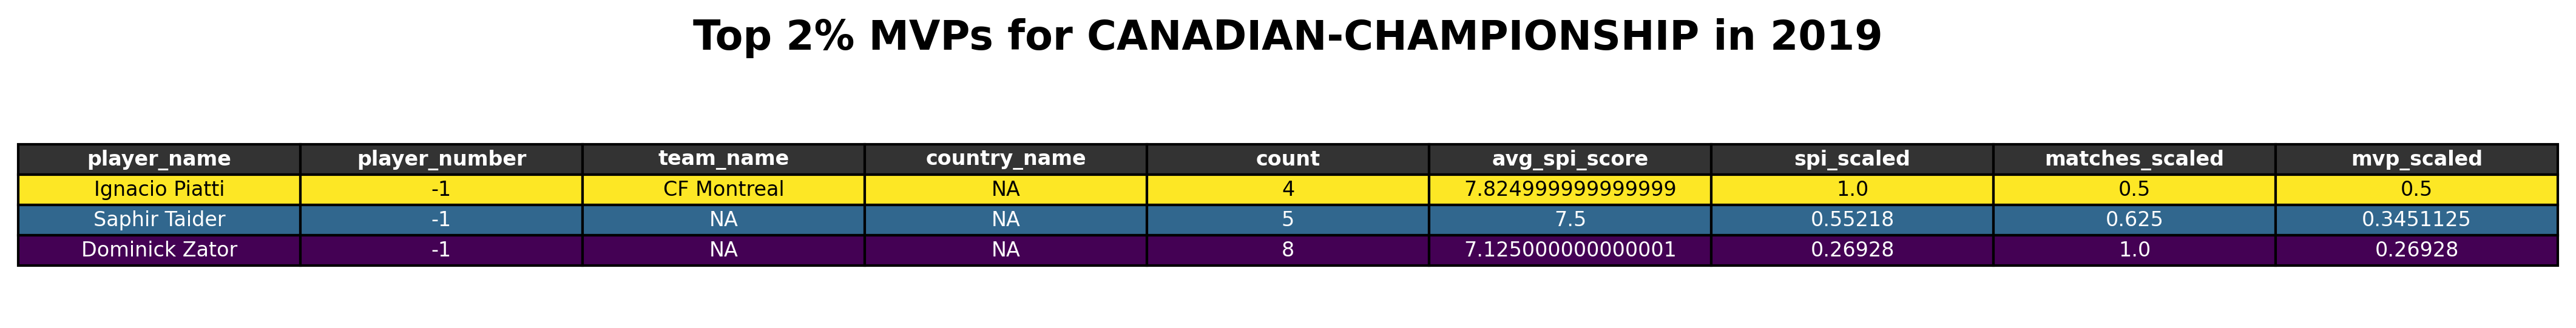 Top 2% MVPs for CANADIAN-CHAMPIONSHIP in 2019
player_name player_number team_name country_name count avg_spi_score spi_scaled matches_scaled mvp_scaled
Ignacio Piatti -1 CF Montreal NA 4 7.824999999999999 1.0 0.5 0.5
Saphir Taider -1 NA NA 5 7.5 0.55218 0.625 0.3451125
Dominick Zator -1 NA NA 8 7.125000000000001 0.26928 1.0 0.26928